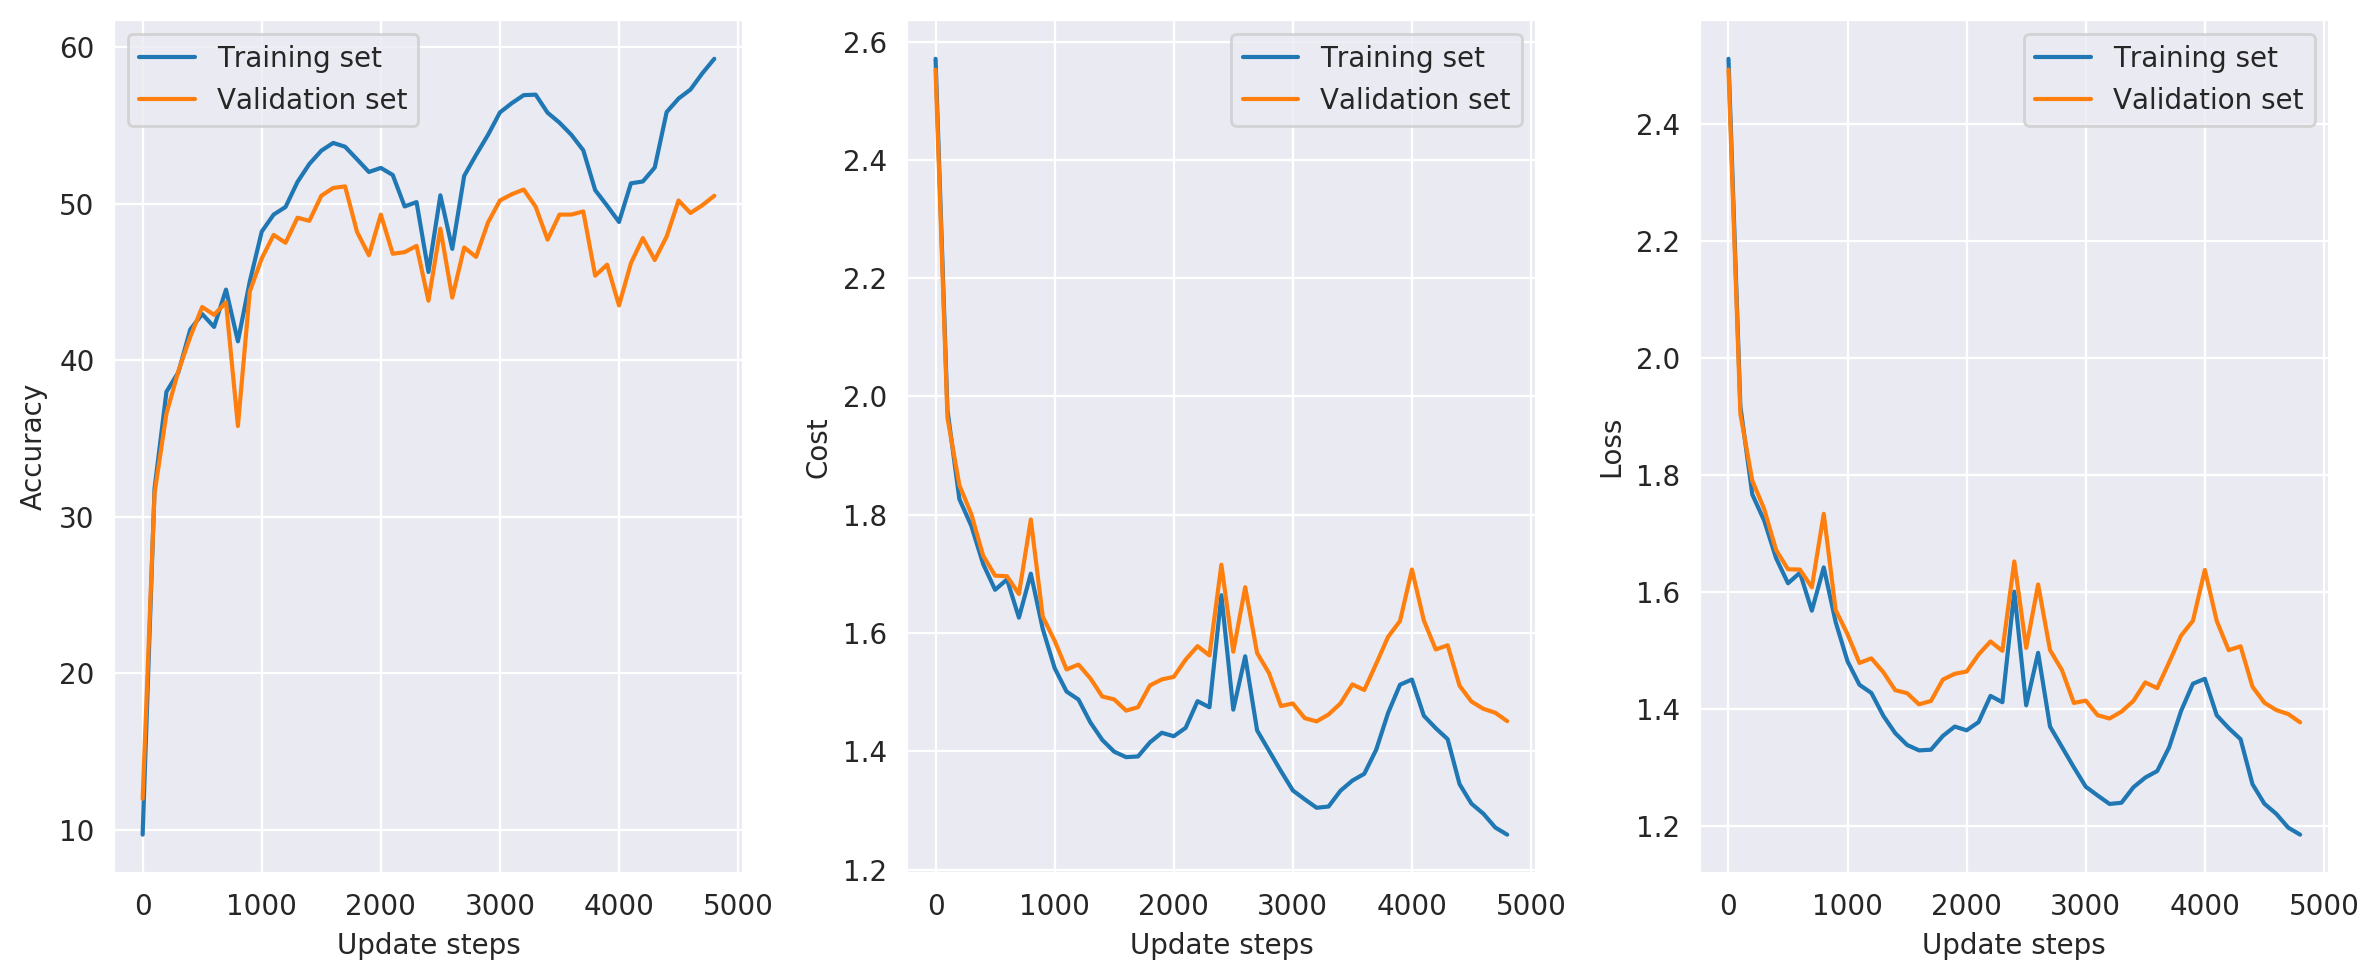 Training set
Validation set
60
50
40
30
20
10
Accuracy
0 1000 2000 3000 4000 5000
Update steps
Training set
Validation set
2.6
2.4
2.2
2.0
1.8
1.6
1.4
1.2
Cost
0 1000 2000 3000 4000 5000
Update steps
Training set
Validation set
2.4
2.2
2.0
1.8
1.6
1.4
1.2
Loss
0 1000 2000 3000 4000 5000
Update steps